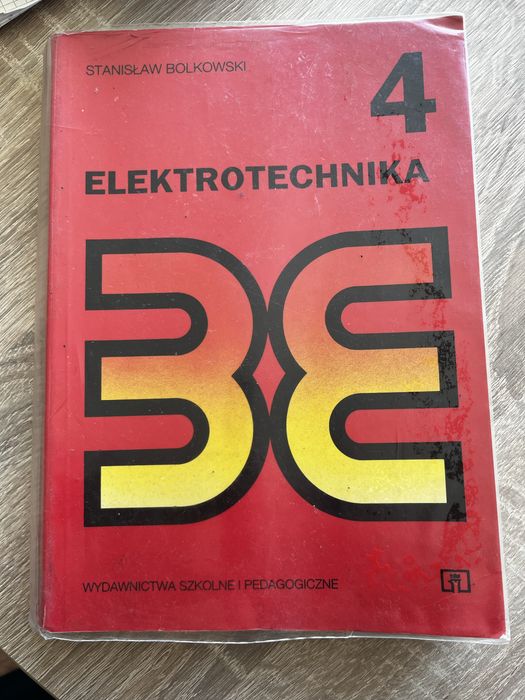 STANISŁAW BOLKOWSKI
4
ELEKTROTECHNIKA
WYDAWNICTWA SZKOLNE I PEDAGOGICZNE